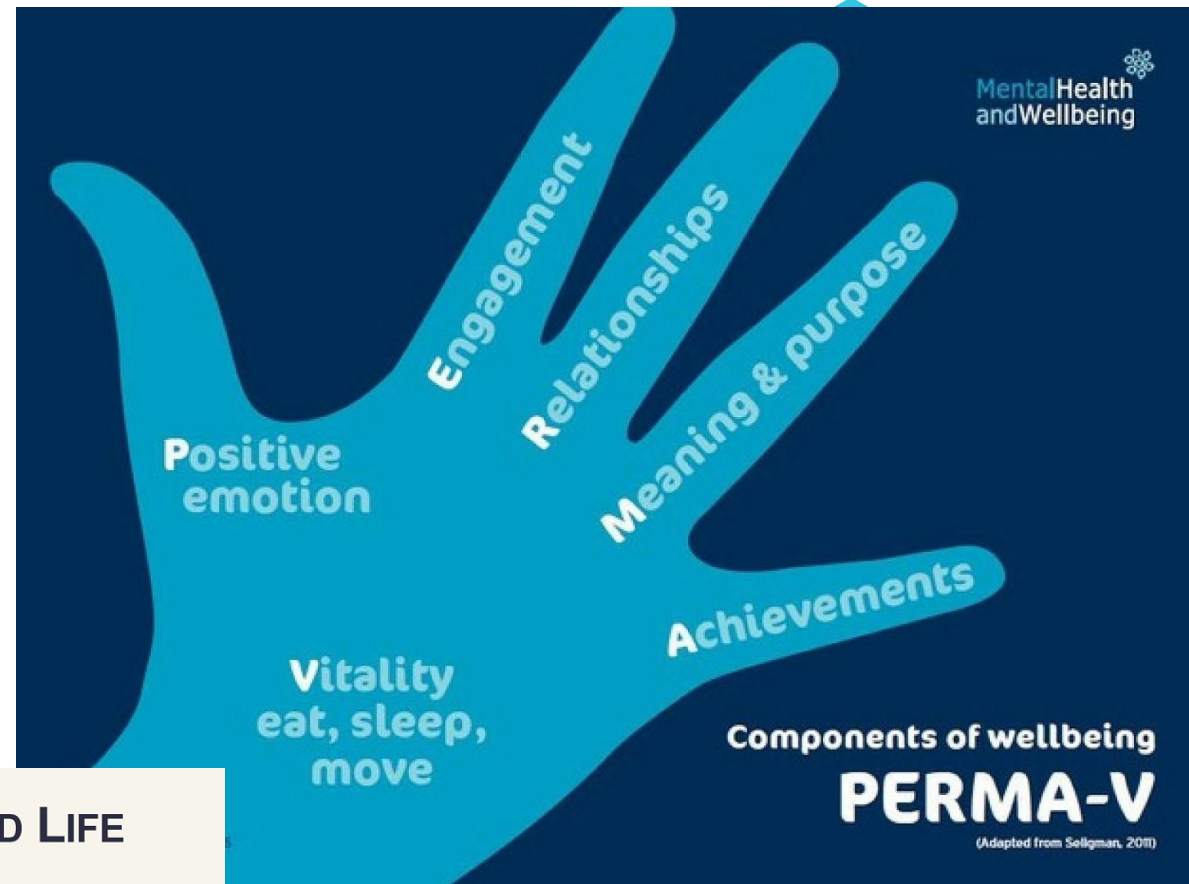 MentalHealth
andWellbeing
Engagement
Relationships
Meaning & purpose
Positive
emotion
Achievements
Vitality
eat, sleep,
move
Components of wellbeing
PERMA-V
(Adapted from Seligman, 2011)
D LIFE